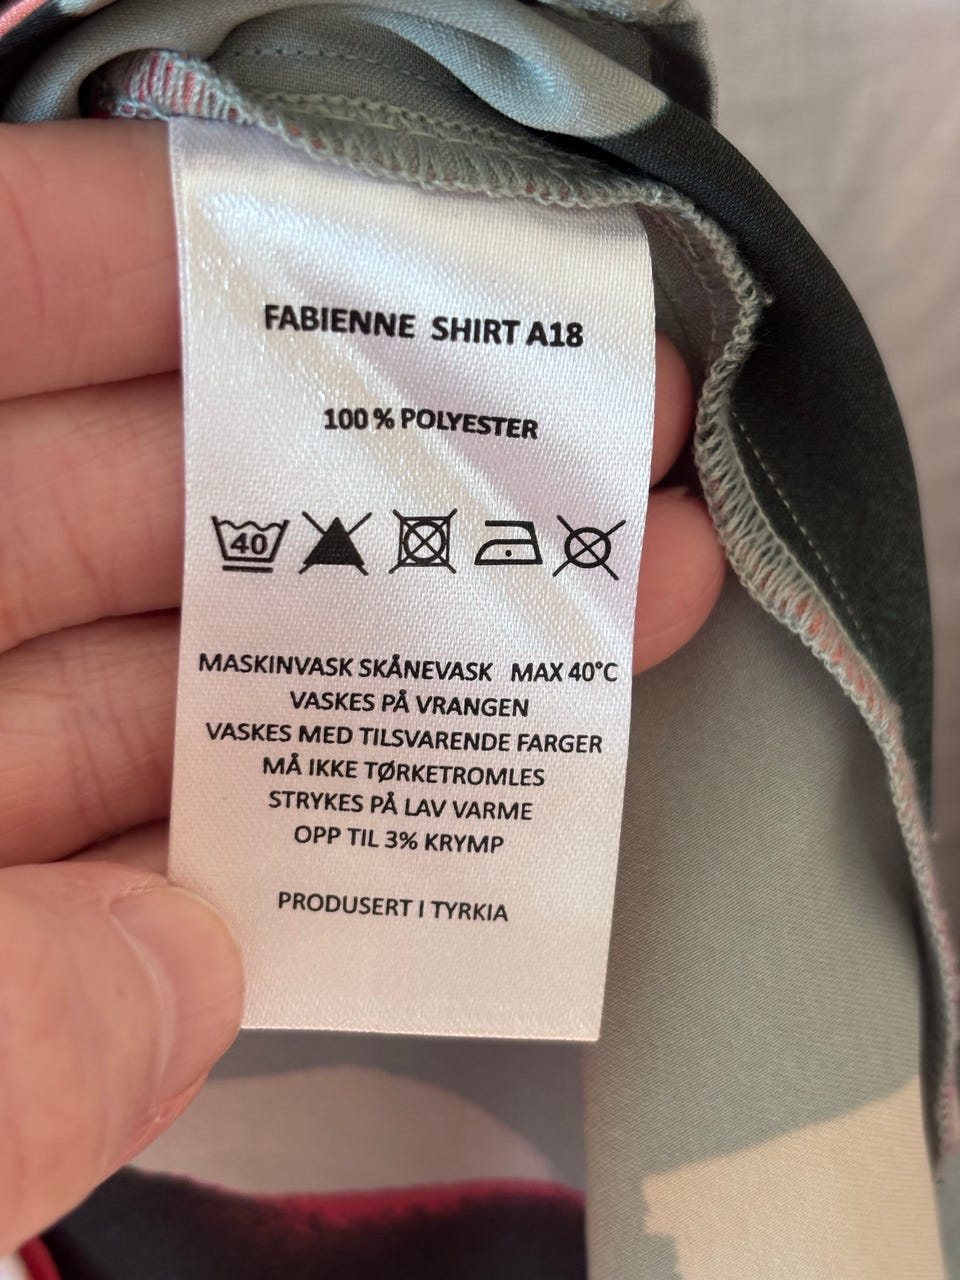 FABIENNE SHIRT A18
100 % POLYESTER
40
MASKINVASK SKÅNEVASK MAX 40°C
VASKES PÅ VRANGEN
VASKES MED TILSVARENDE FARGER
MÅ IKKE TØRKETROMLES
STRYKES PÅ LAV VARME
OPP TIL 3% KRYMP
PRODUSERT I TYRKIA